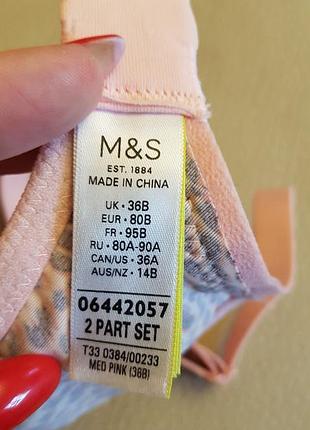 M&S
EST. 1884
MADE IN CHINA
UK • 36B
EUR • 80B
FR • 95B
RU • 80A-90A
CAN/US • 36A
AUS/NZ • 14B
06442057
2 PART SET
T33 0384/00233
MED PINK (36B)